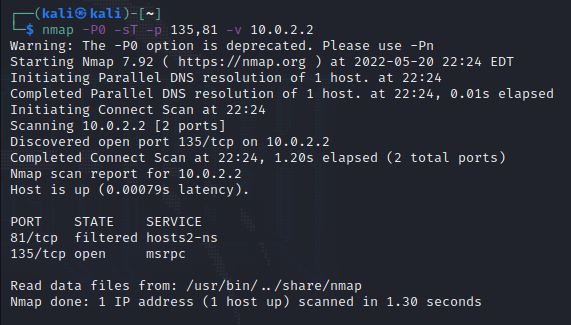 ┌──(kali㉿kali)-[~]
└─$ nmap -P0 -sT -p 135,81 -v 10.0.2.2
Warning: The -P0 option is deprecated. Please use -Pn
Starting Nmap 7.92 ( https://nmap.org ) at 2022-05-20 22:24 EDT
Initiating Parallel DNS resolution of 1 host. at 22:24
Completed Parallel DNS resolution of 1 host. at 22:24, 0.01s elapsed
Initiating Connect Scan at 22:24
Scanning 10.0.2.2 [2 ports]
Discovered open port 135/tcp on 10.0.2.2
Completed Connect Scan at 22:24, 1.20s elapsed (2 total ports)
Nmap scan report for 10.0.2.2
Host is up (0.00079s latency).

PORT    STATE    SERVICE
81/tcp  filtered hosts2-ns
135/tcp open     msrpc

Read data files from: /usr/bin/../share/nmap
Nmap done: 1 IP address (1 host up) scanned in 1.30 seconds